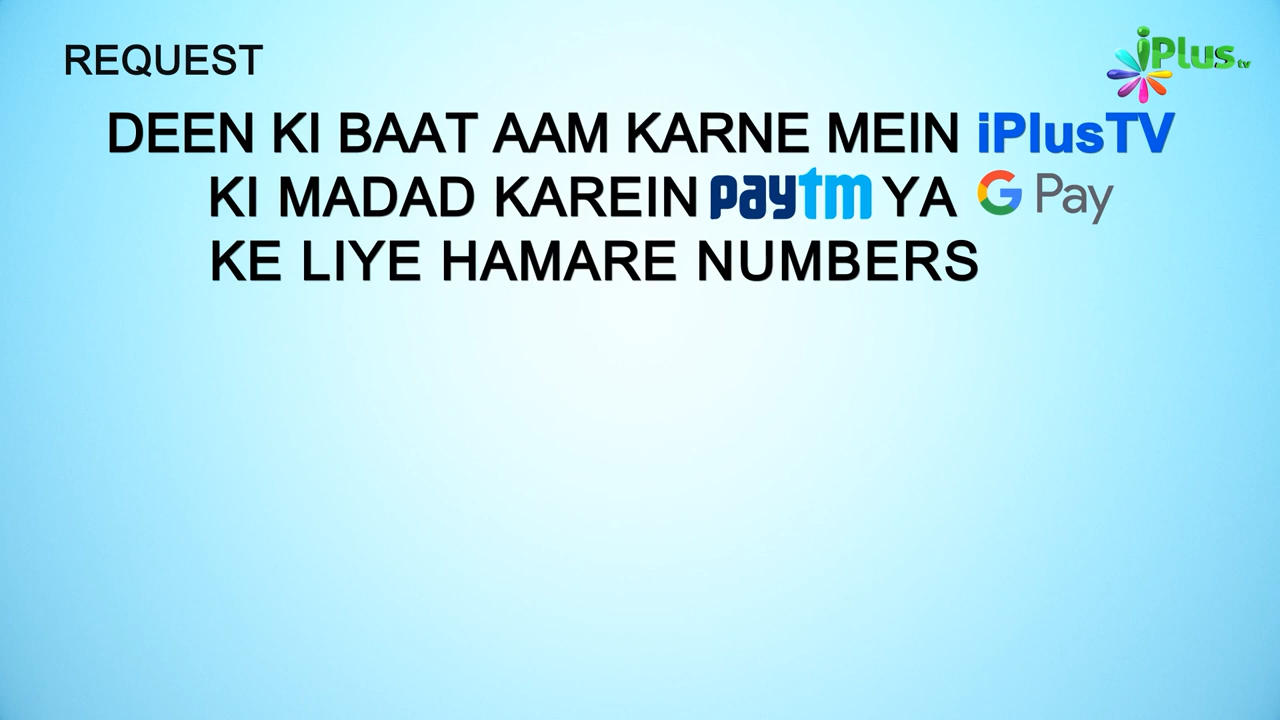 REQUEST
iPlus tv
DEEN KI BAAT AAM KARNE MEIN iPlusTV
KI MADAD KAREIN paytm YA G Pay
KE LIYE HAMARE NUMBERS